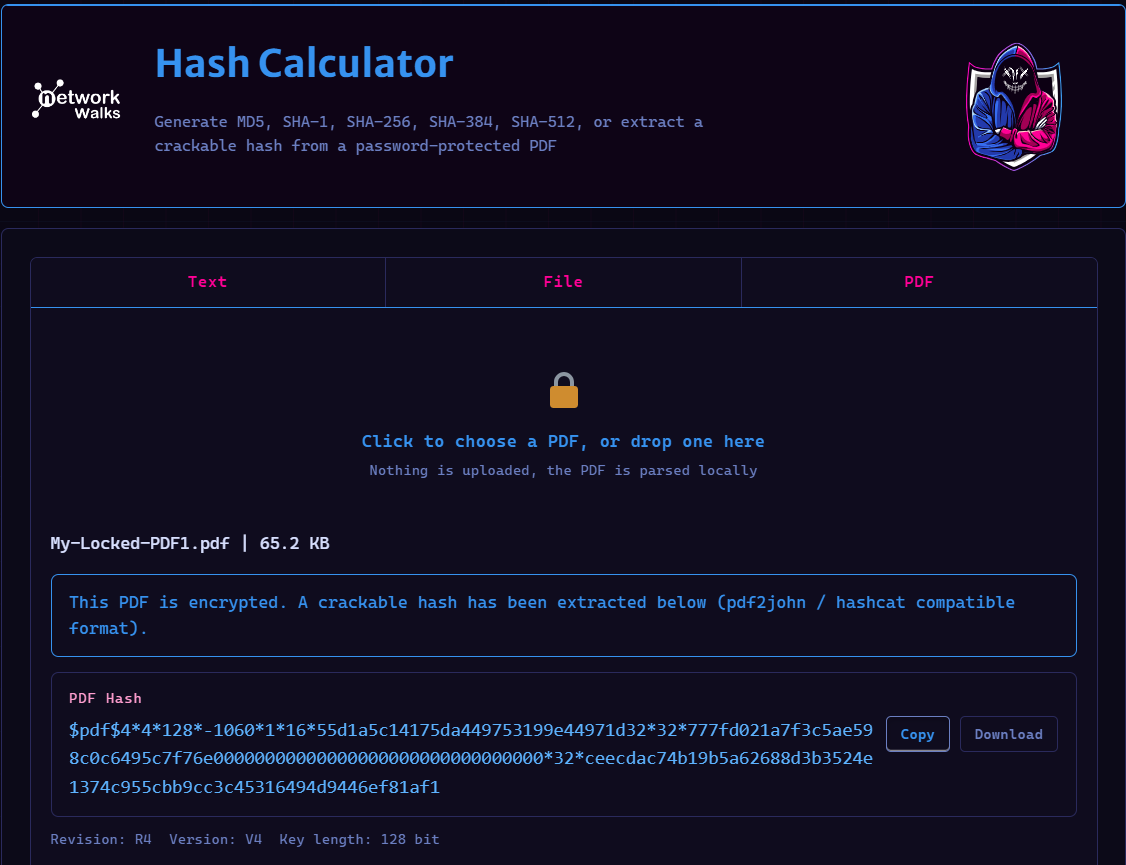 network
walks
Hash Calculator
Generate MD5, SHA-1, SHA-256, SHA-384, SHA-512, or extract a
crackable hash from a password-protected PDF
Text
File
PDF
Click to choose a PDF, or drop one here
Nothing is uploaded, the PDF is parsed locally
My-Locked-PDF1.pdf | 65.2 KB
This PDF is encrypted. A crackable hash has been extracted below (pdf2john / hashcat compatible
format).
PDF Hash
$pdf$4*4*128*-1060*1*16*55d1a5c14175da449753199e44971d32*32*777fd021a7f3c5ae59
8c0c6495c7f76e00000000000000000000000000000000*32*ceecdac74b19b5a62688d3b3524e
1374c955cbb9cc3c45316494d9446ef81af1
Copy
Download
Revision: R4 Version: V4 Key length: 128 bit